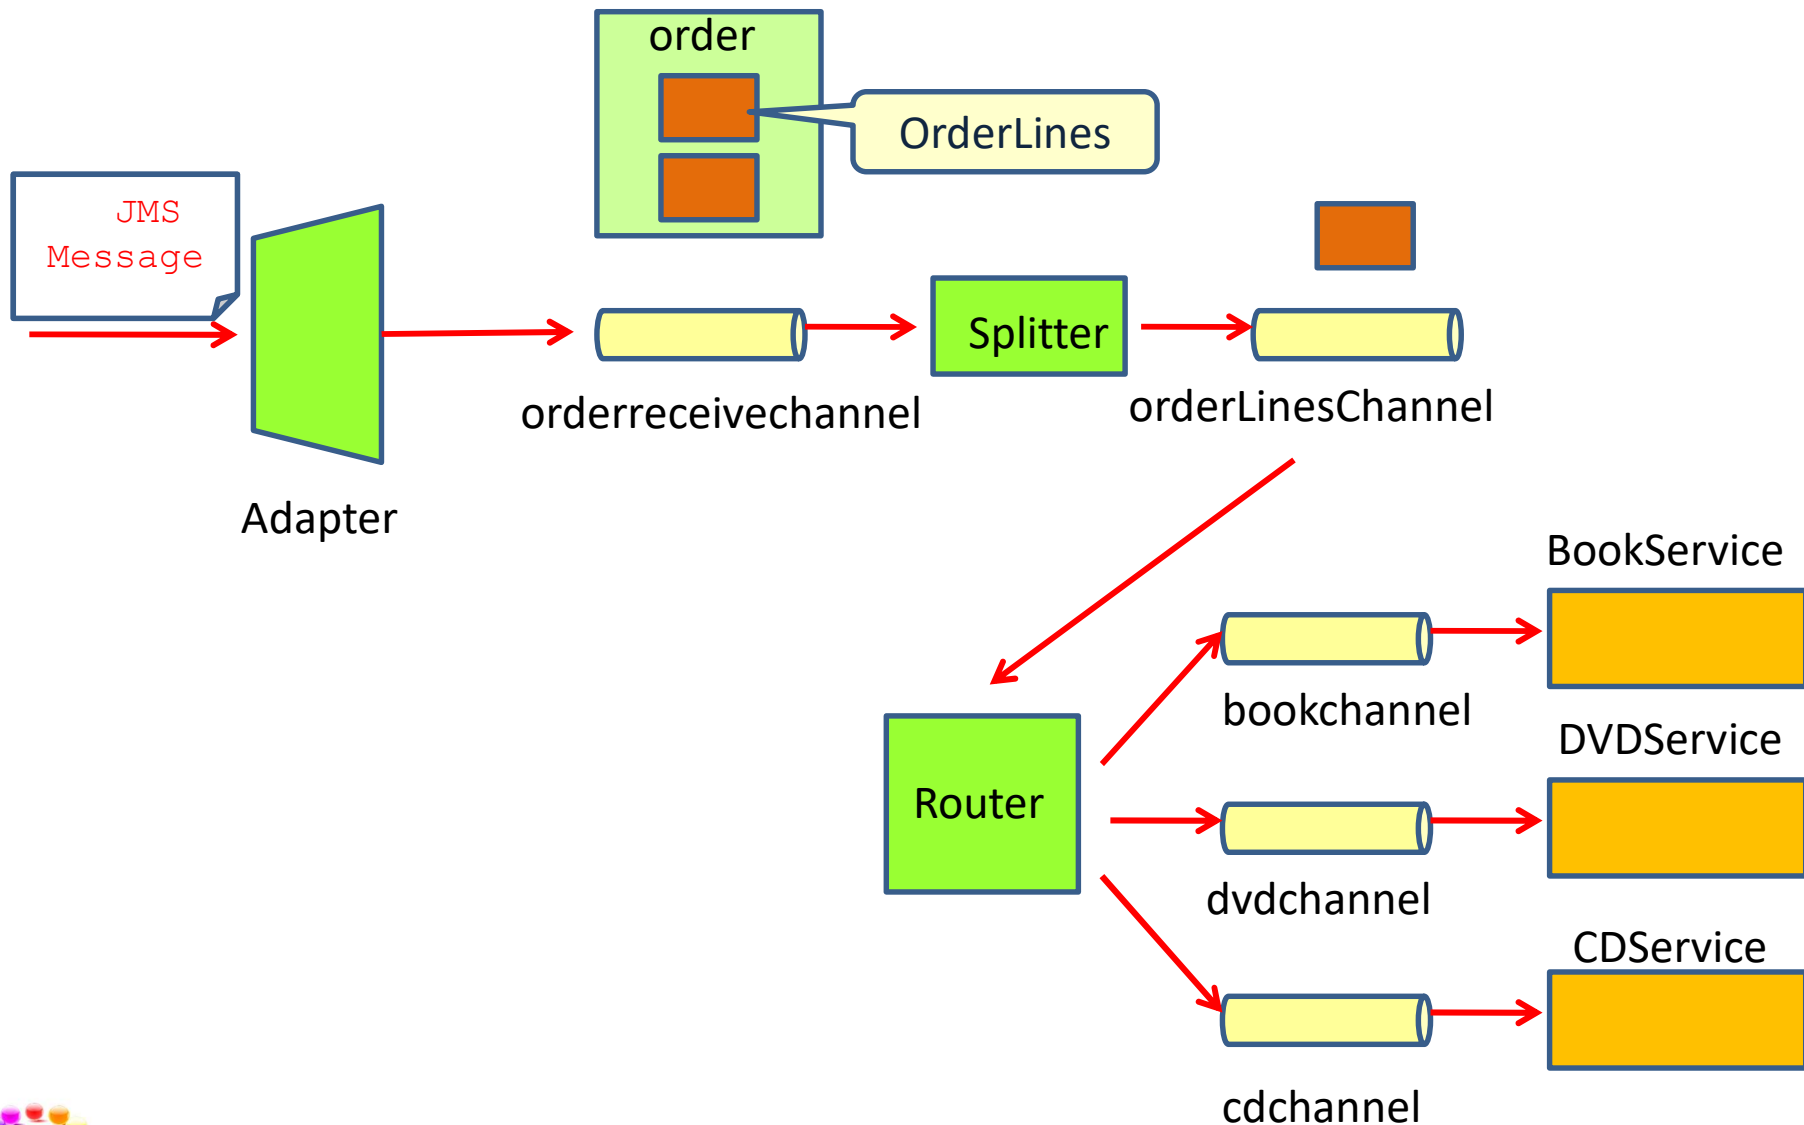 order
OrderLines
JMS
Message
Splitter
orderreceivechannel
orderLinesChannel
Adapter
BookService
bookchannel
DVDService
Router
dvdchannel
CDService
cdchannel